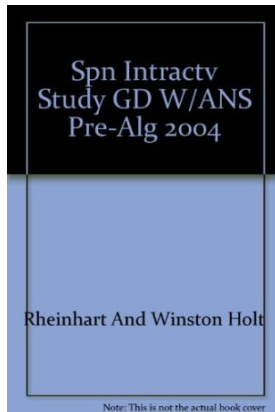 Spn Intractv
Study GD W/ANS
Pre-Alg 2004
Rheinhart And Winston Holt
Note: This is not the actual book cover